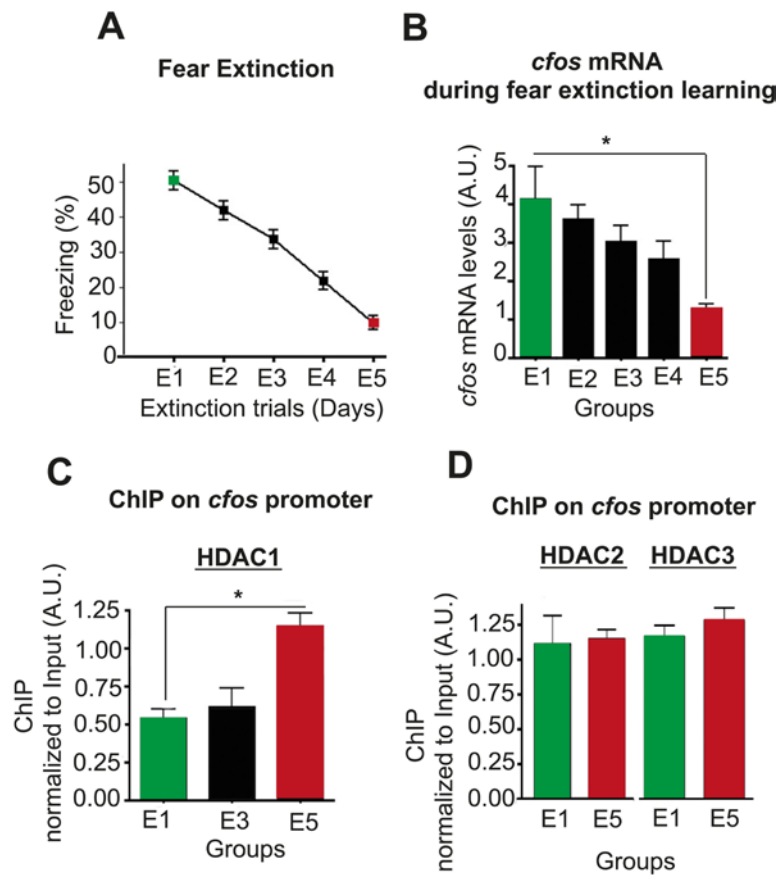 A
Fear Extinction
Freezing (%)
50
40
30
20
10
0
E1 E2 E3 E4 E5
Extinction trials (Days)
B
cfos mRNA
during fear extinction learning
*
cfos mRNA levels (A.U.)
5
4
3
2
1
0
E1 E2 E3 E4 E5
Groups
C
ChIP on cfos promoter
HDAC1
*
ChIP
normalized to Input (A.U.)
1.25
1.00
0.75
0.50
0.25
0.00
E1 E3 E5
Groups
D
ChIP on cfos promoter
HDAC2 HDAC3
ChIP
normalized to Input (A.U.)
1.25
1.00
0.75
0.50
0.25
0.00
E1 E5 E1 E5
Groups